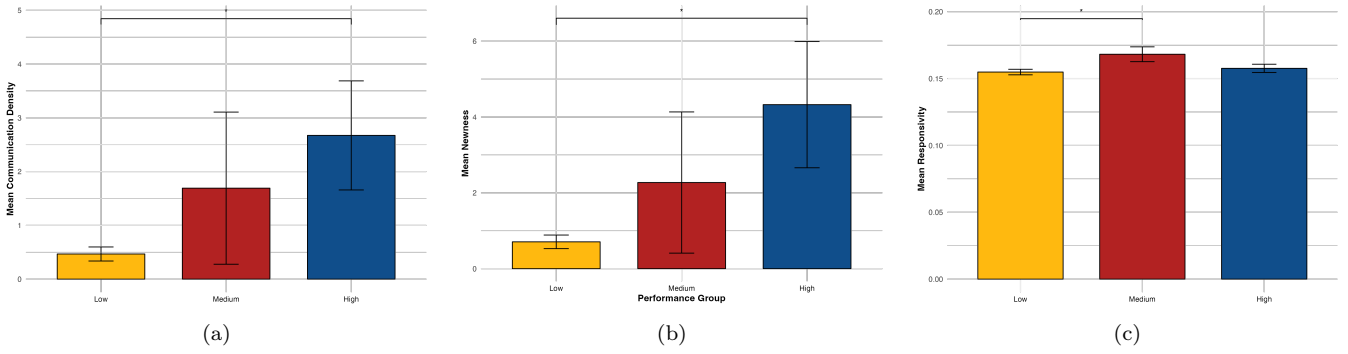 Mean Communication Density
5
4
3
2
1
0
*
Low
Medium
High
(a)
Mean Newness
6
4
2
0
*
Low
Medium
High
Performance Group
(b)
Mean Responsivity
0.20
0.15
0.10
0.05
0.00
*
Low
Medium
High
(c)